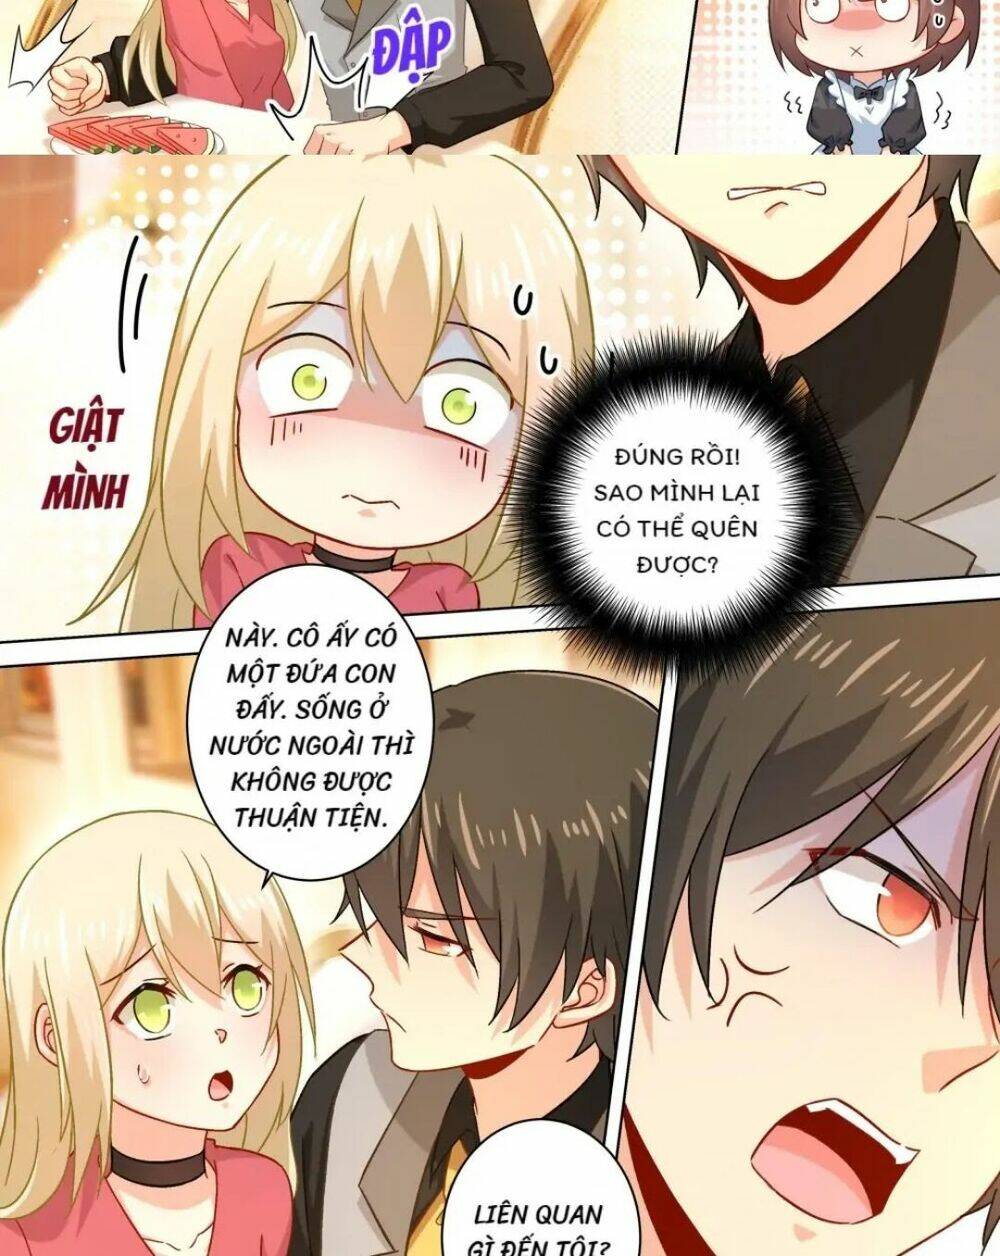 ĐẬP
GIẬT
MÌNH
ĐÚNG RỒI!
SAO MÌNH LẠI
CÓ THỂ QUÊN
ĐƯỢC?
NÀY. CÔ ẤY CÓ
MỘT ĐỨA CON
ĐẤY. SỐNG Ở
NƯỚC NGOÀI THÌ
KHÔNG ĐƯỢC
THUẬN TIỆN.
LIÊN QUAN
GÌ ĐẾN TÔI?